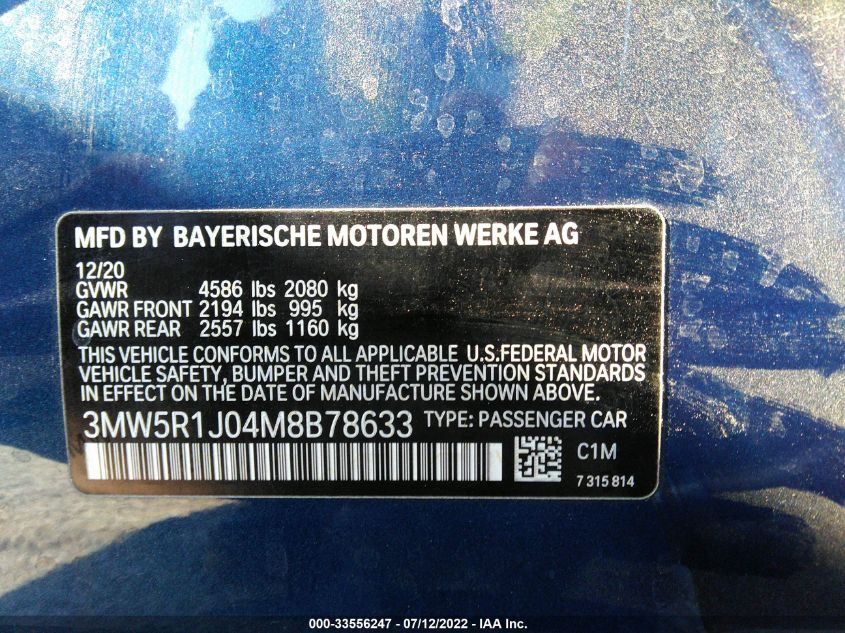 MFD BY BAYERISCHE MOTOREN WERKE AG
12/20
GVWR 4586 lbs 2080 kg
GAWR FRONT 2194 lbs 995 kg
GAWR REAR 2557 lbs 1160 kg
THIS VEHICLE CONFORMS TO ALL APPLICABLE U.S.FEDERAL MOTOR
VEHICLE SAFETY, BUMPER AND THEFT PREVENTION STANDARDS
IN EFFECT ON THE DATE OF MANUFACTURE SHOWN ABOVE.
3MW5R1J04M8B78633 TYPE: PASSENGER CAR
C1M
7 315 814
000-33556247 - 07/12/2022 - IAA Inc.